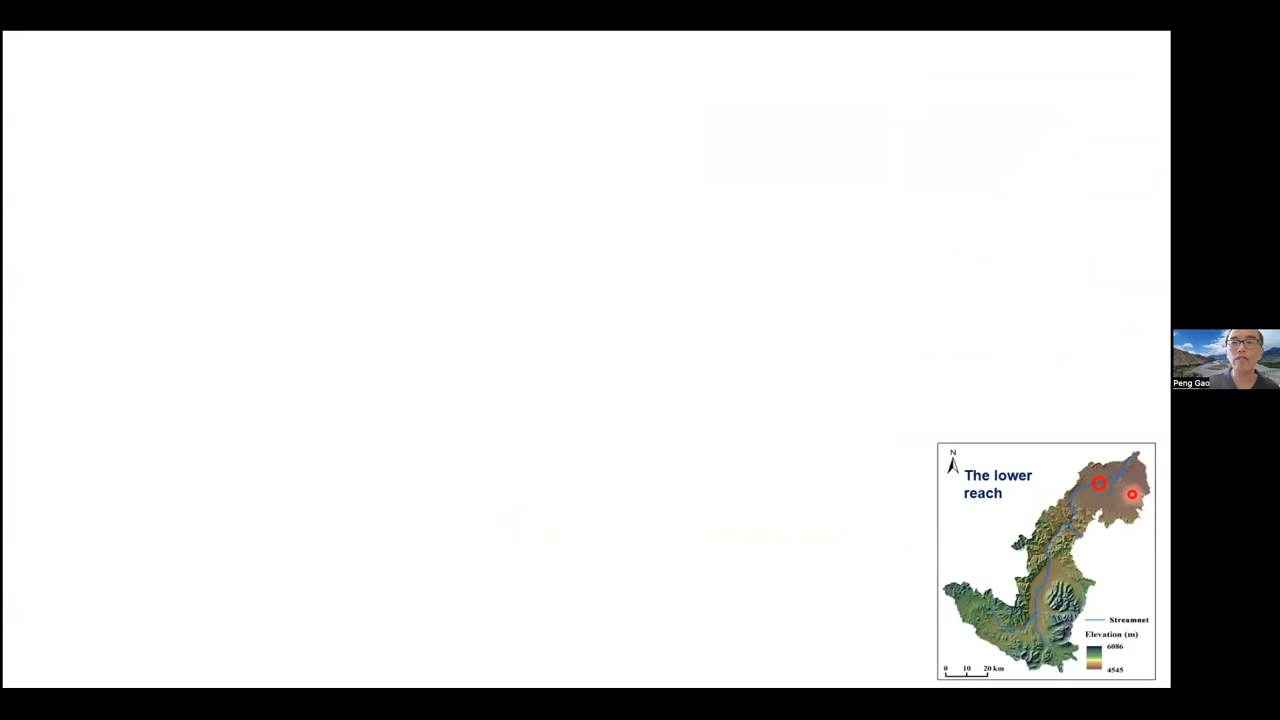 N
The lower
reach
Streamnet
Elevation (m)
6086
4545
0 10 20 km
Peng Gao